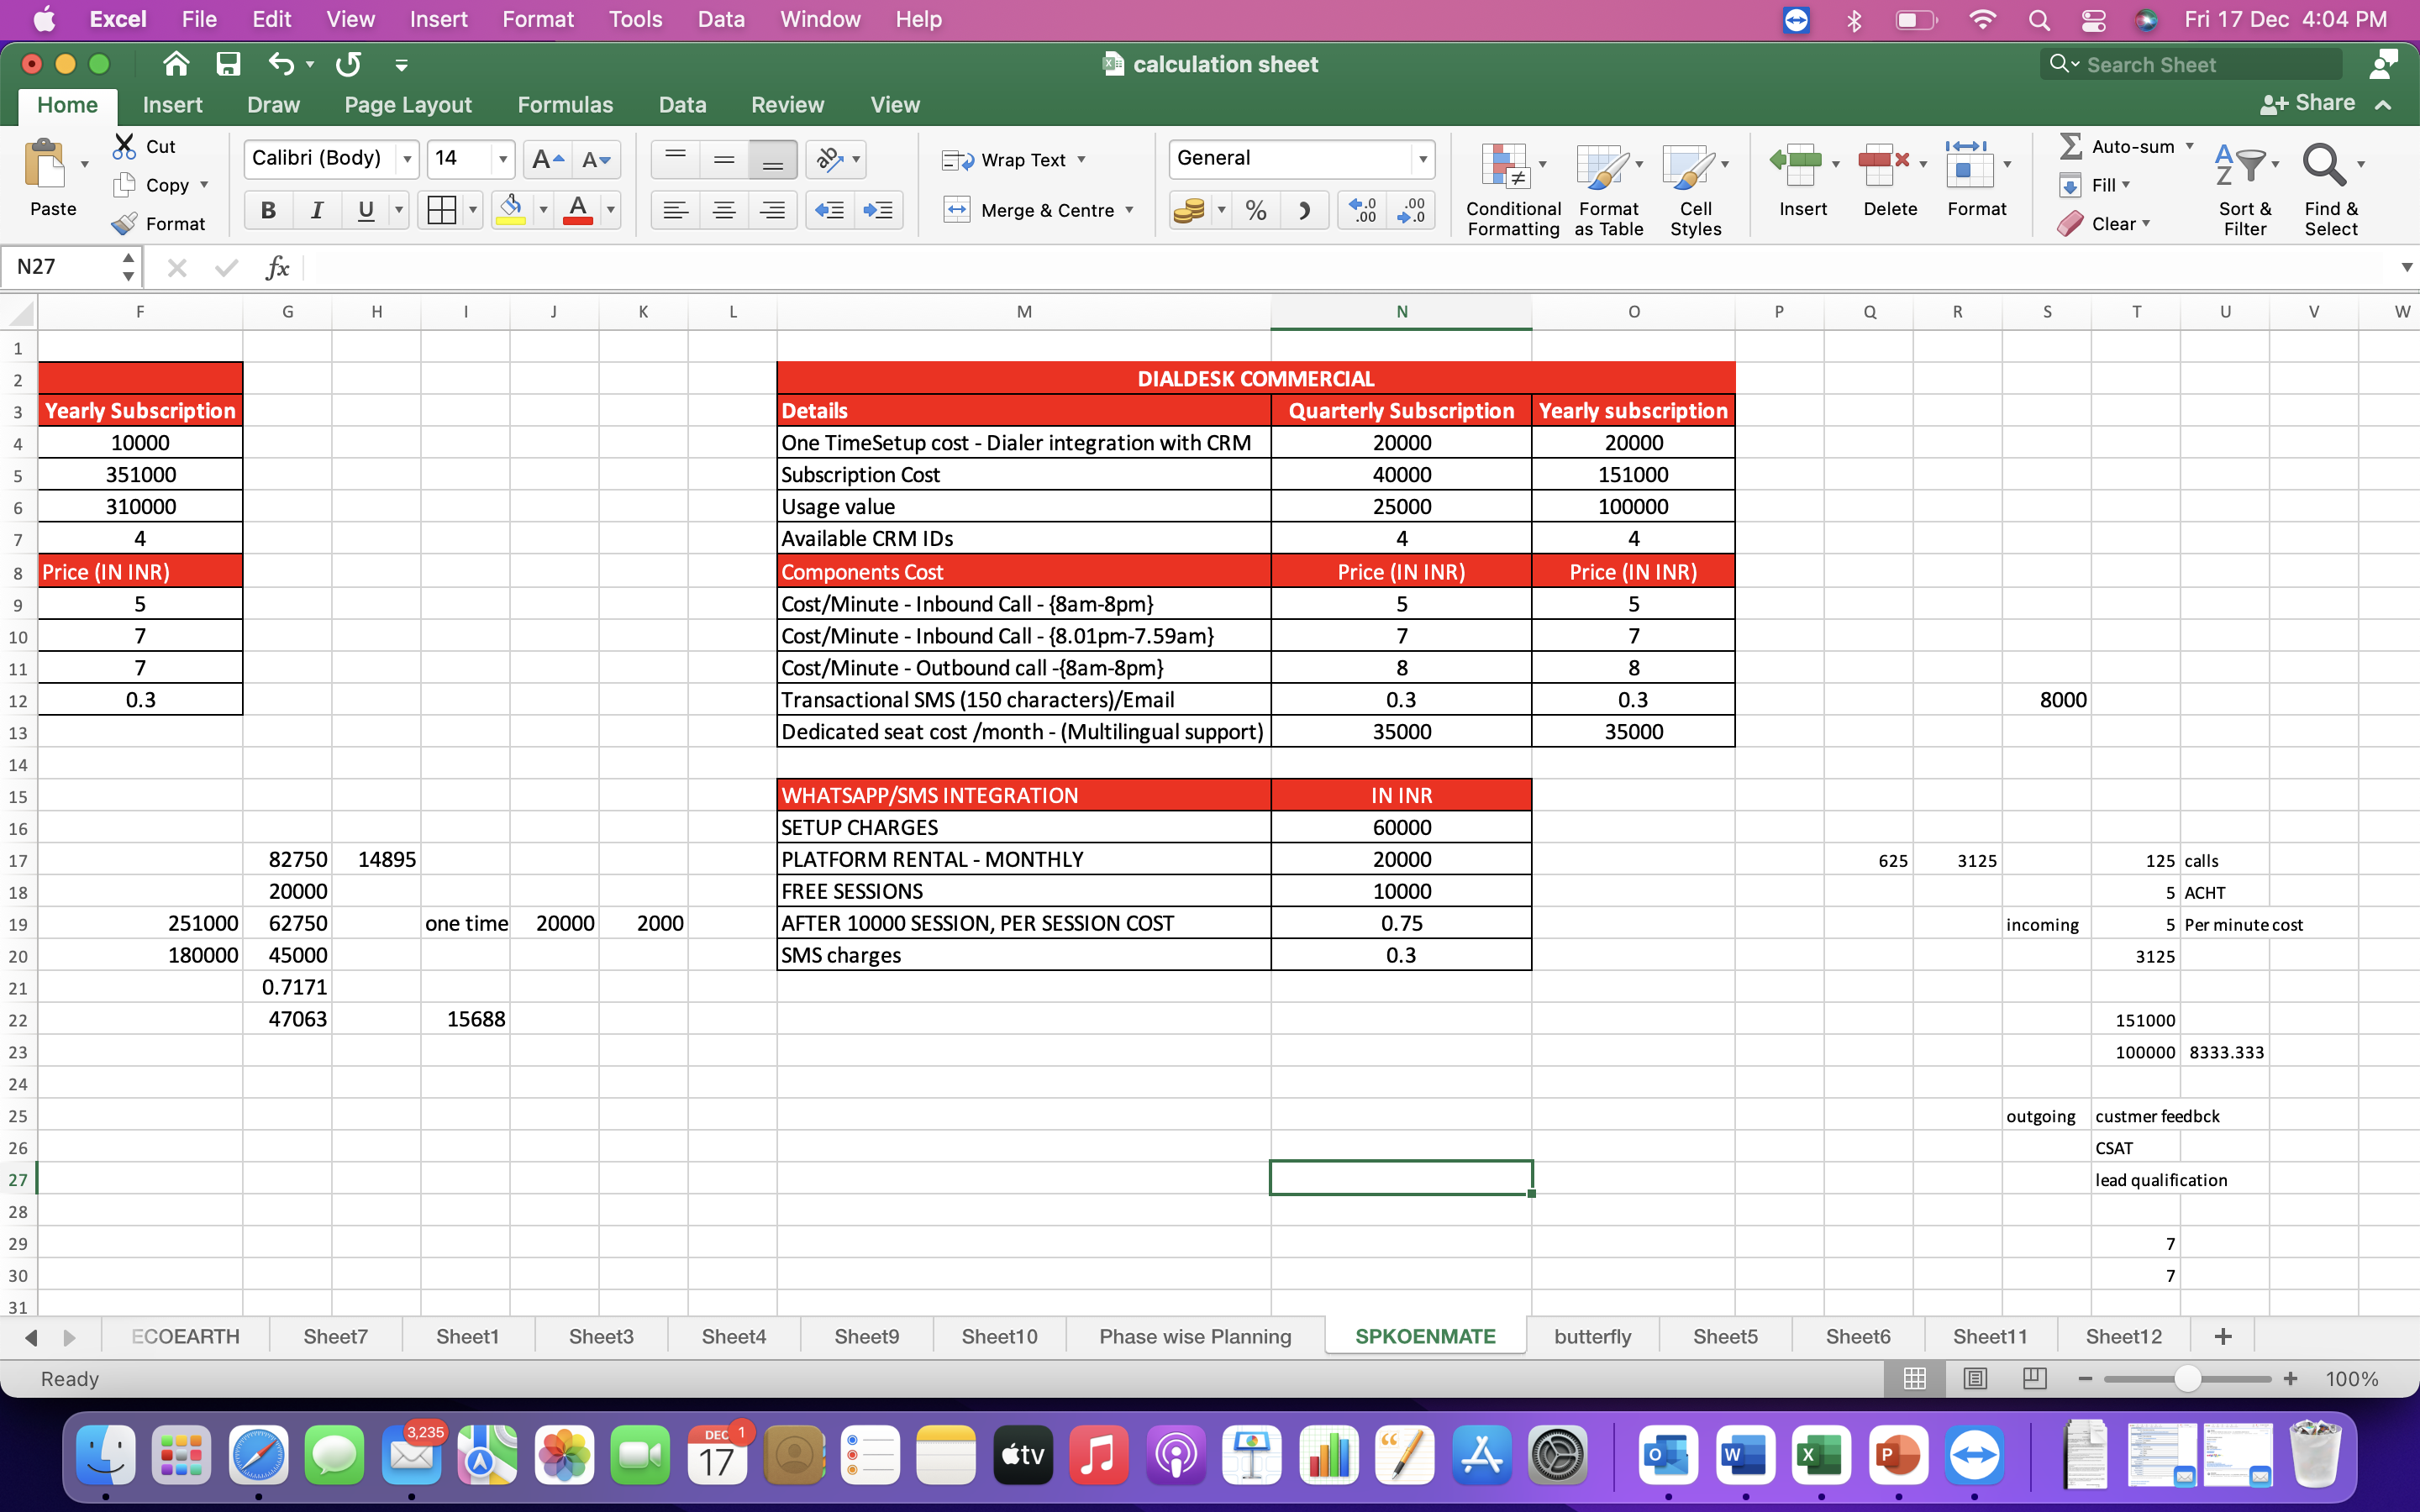 Excel File Edit View Insert Format Tools Data Window Help Fri 17 Dec 4:04 PM
calculation sheet
Search Sheet
Home Insert Draw Page Layout Formulas Data Review View Share
Paste Cut Copy Format
Calibri (Body) 14
B I U
Wrap Text
Merge & Centre
General
Conditional Formatting
Format as Table
Cell Styles
Insert Delete Format
Auto-sum
Fill
Clear
Sort & Filter
Find & Select
N27 fx
F G H I J K L M N O P Q R S T U V W
1
2 DIALDESK COMMERCIAL
3 Yearly Subscription Details Quarterly Subscription Yearly subscription
4 10000 One TimeSetup cost - Dialer integration with CRM 20000 20000
5 351000 Subscription Cost 40000 151000
6 310000 Usage value 25000 100000
7 4 Available CRM IDs 4 4
8 Price (IN INR) Components Cost Price (IN INR) Price (IN INR)
9 5 Cost/Minute - Inbound Call - {8am-8pm} 5 5
10 7 Cost/Minute - Inbound Call - {8.01pm-7.59am} 7 7
11 7 Cost/Minute - Outbound call -{8am-8pm} 8 8
12 0.3 Transactional SMS (150 characters)/Email 0.3 0.3 8000
13 Dedicated seat cost /month - (Multilingual support) 35000 35000
14
15 WHATSAPP/SMS INTEGRATION IN INR
16 SETUP CHARGES 60000
17 82750 14895 PLATFORM RENTAL - MONTHLY 20000 625 3125 125 calls
18 20000 FREE SESSIONS 10000 5 ACHT
19 251000 62750 one time 20000 2000 AFTER 10000 SESSION, PER SESSION COST 0.75 incoming 5 Per minute cost
20 180000 45000 SMS charges 0.3 3125
21 0.7171
22 47063 15688 151000
23 100000 8333.333
24
25 outgoing custmer feedbck
26 CSAT
27 lead qualification
28
29 7
30 7
31
ECOEARTH Sheet7 Sheet1 Sheet3 Sheet4 Sheet9 Sheet10 Phase wise Planning SPKOENMATE butterfly Sheet5 Sheet6 Sheet11 Sheet12 +
Ready 100%
3,235 DEC 17 1 tv